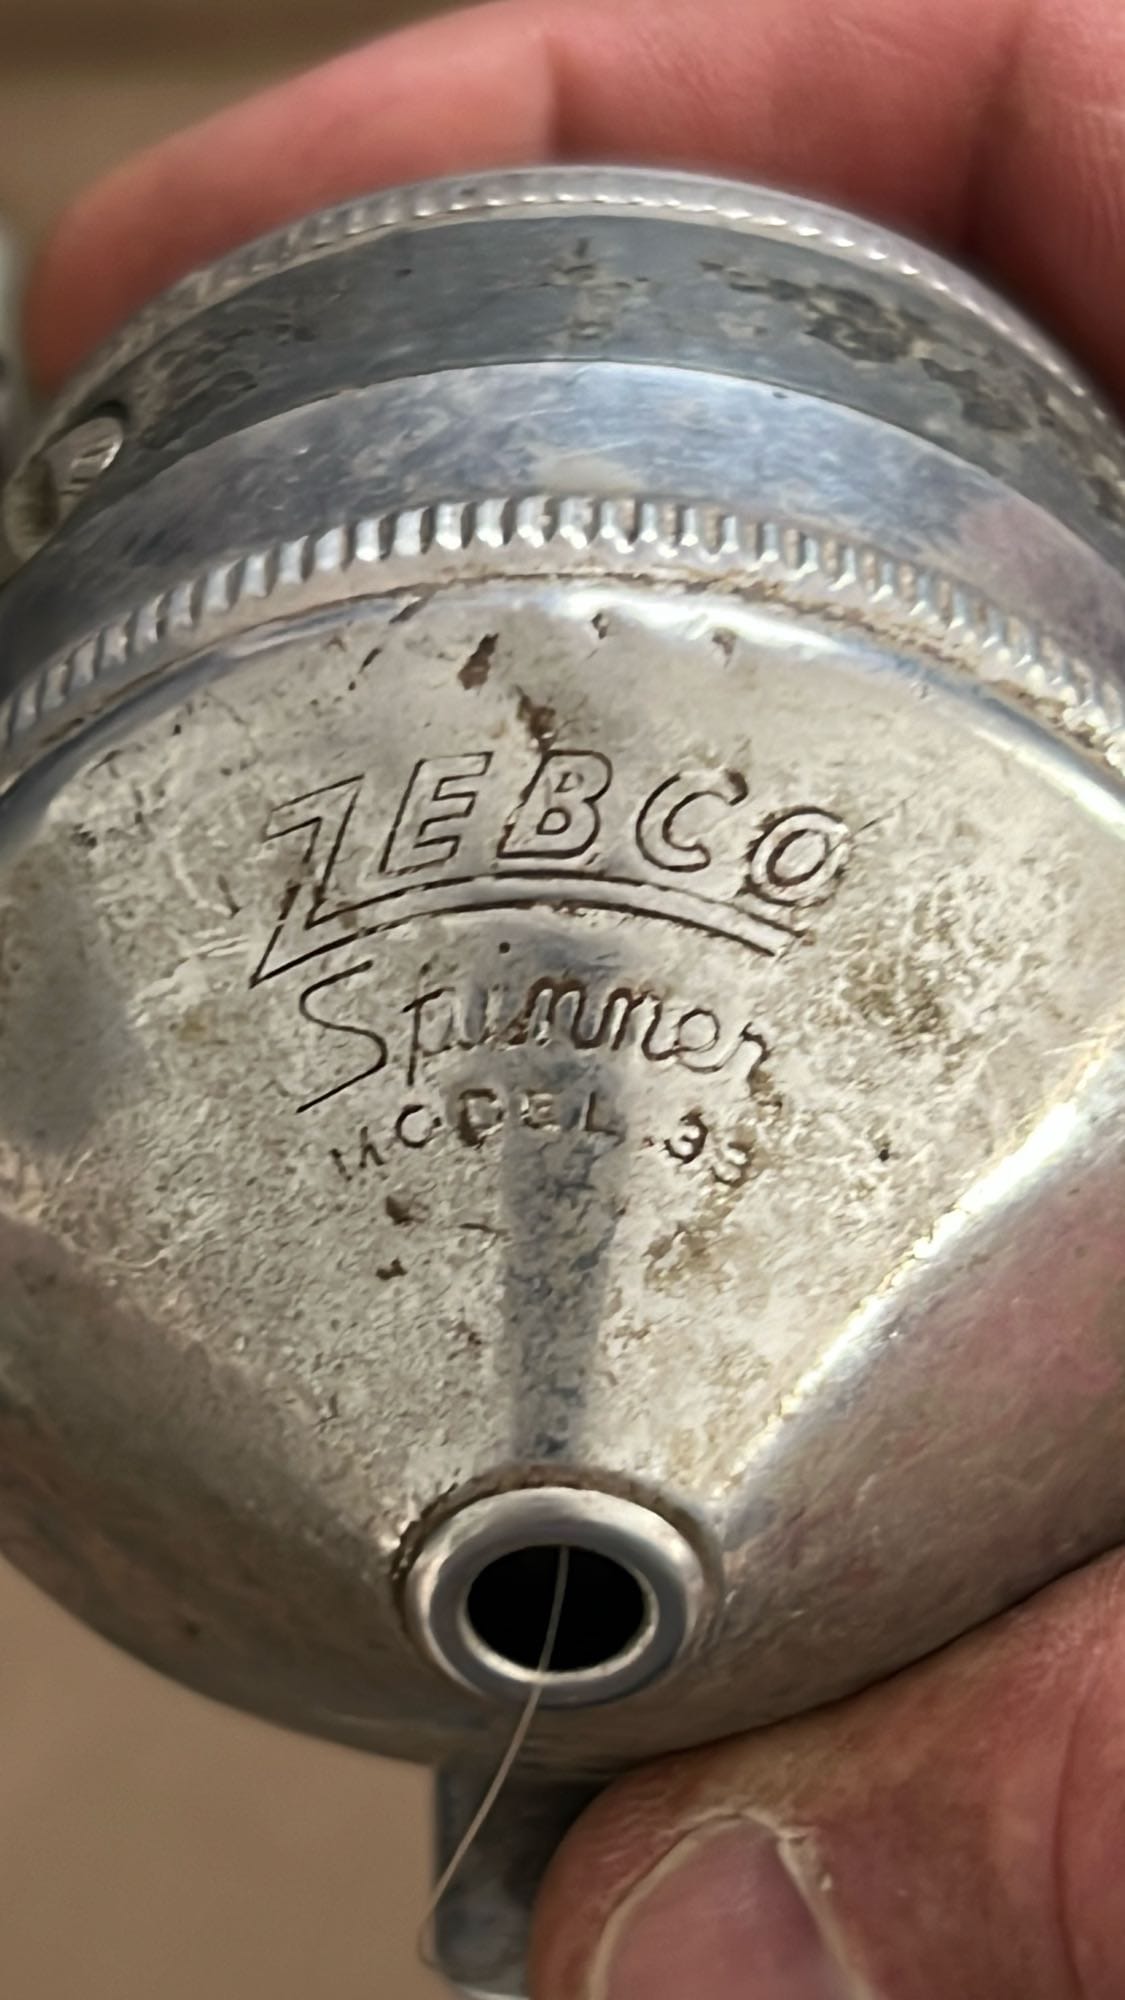 ZEBCO
Spinner
MODEL 33